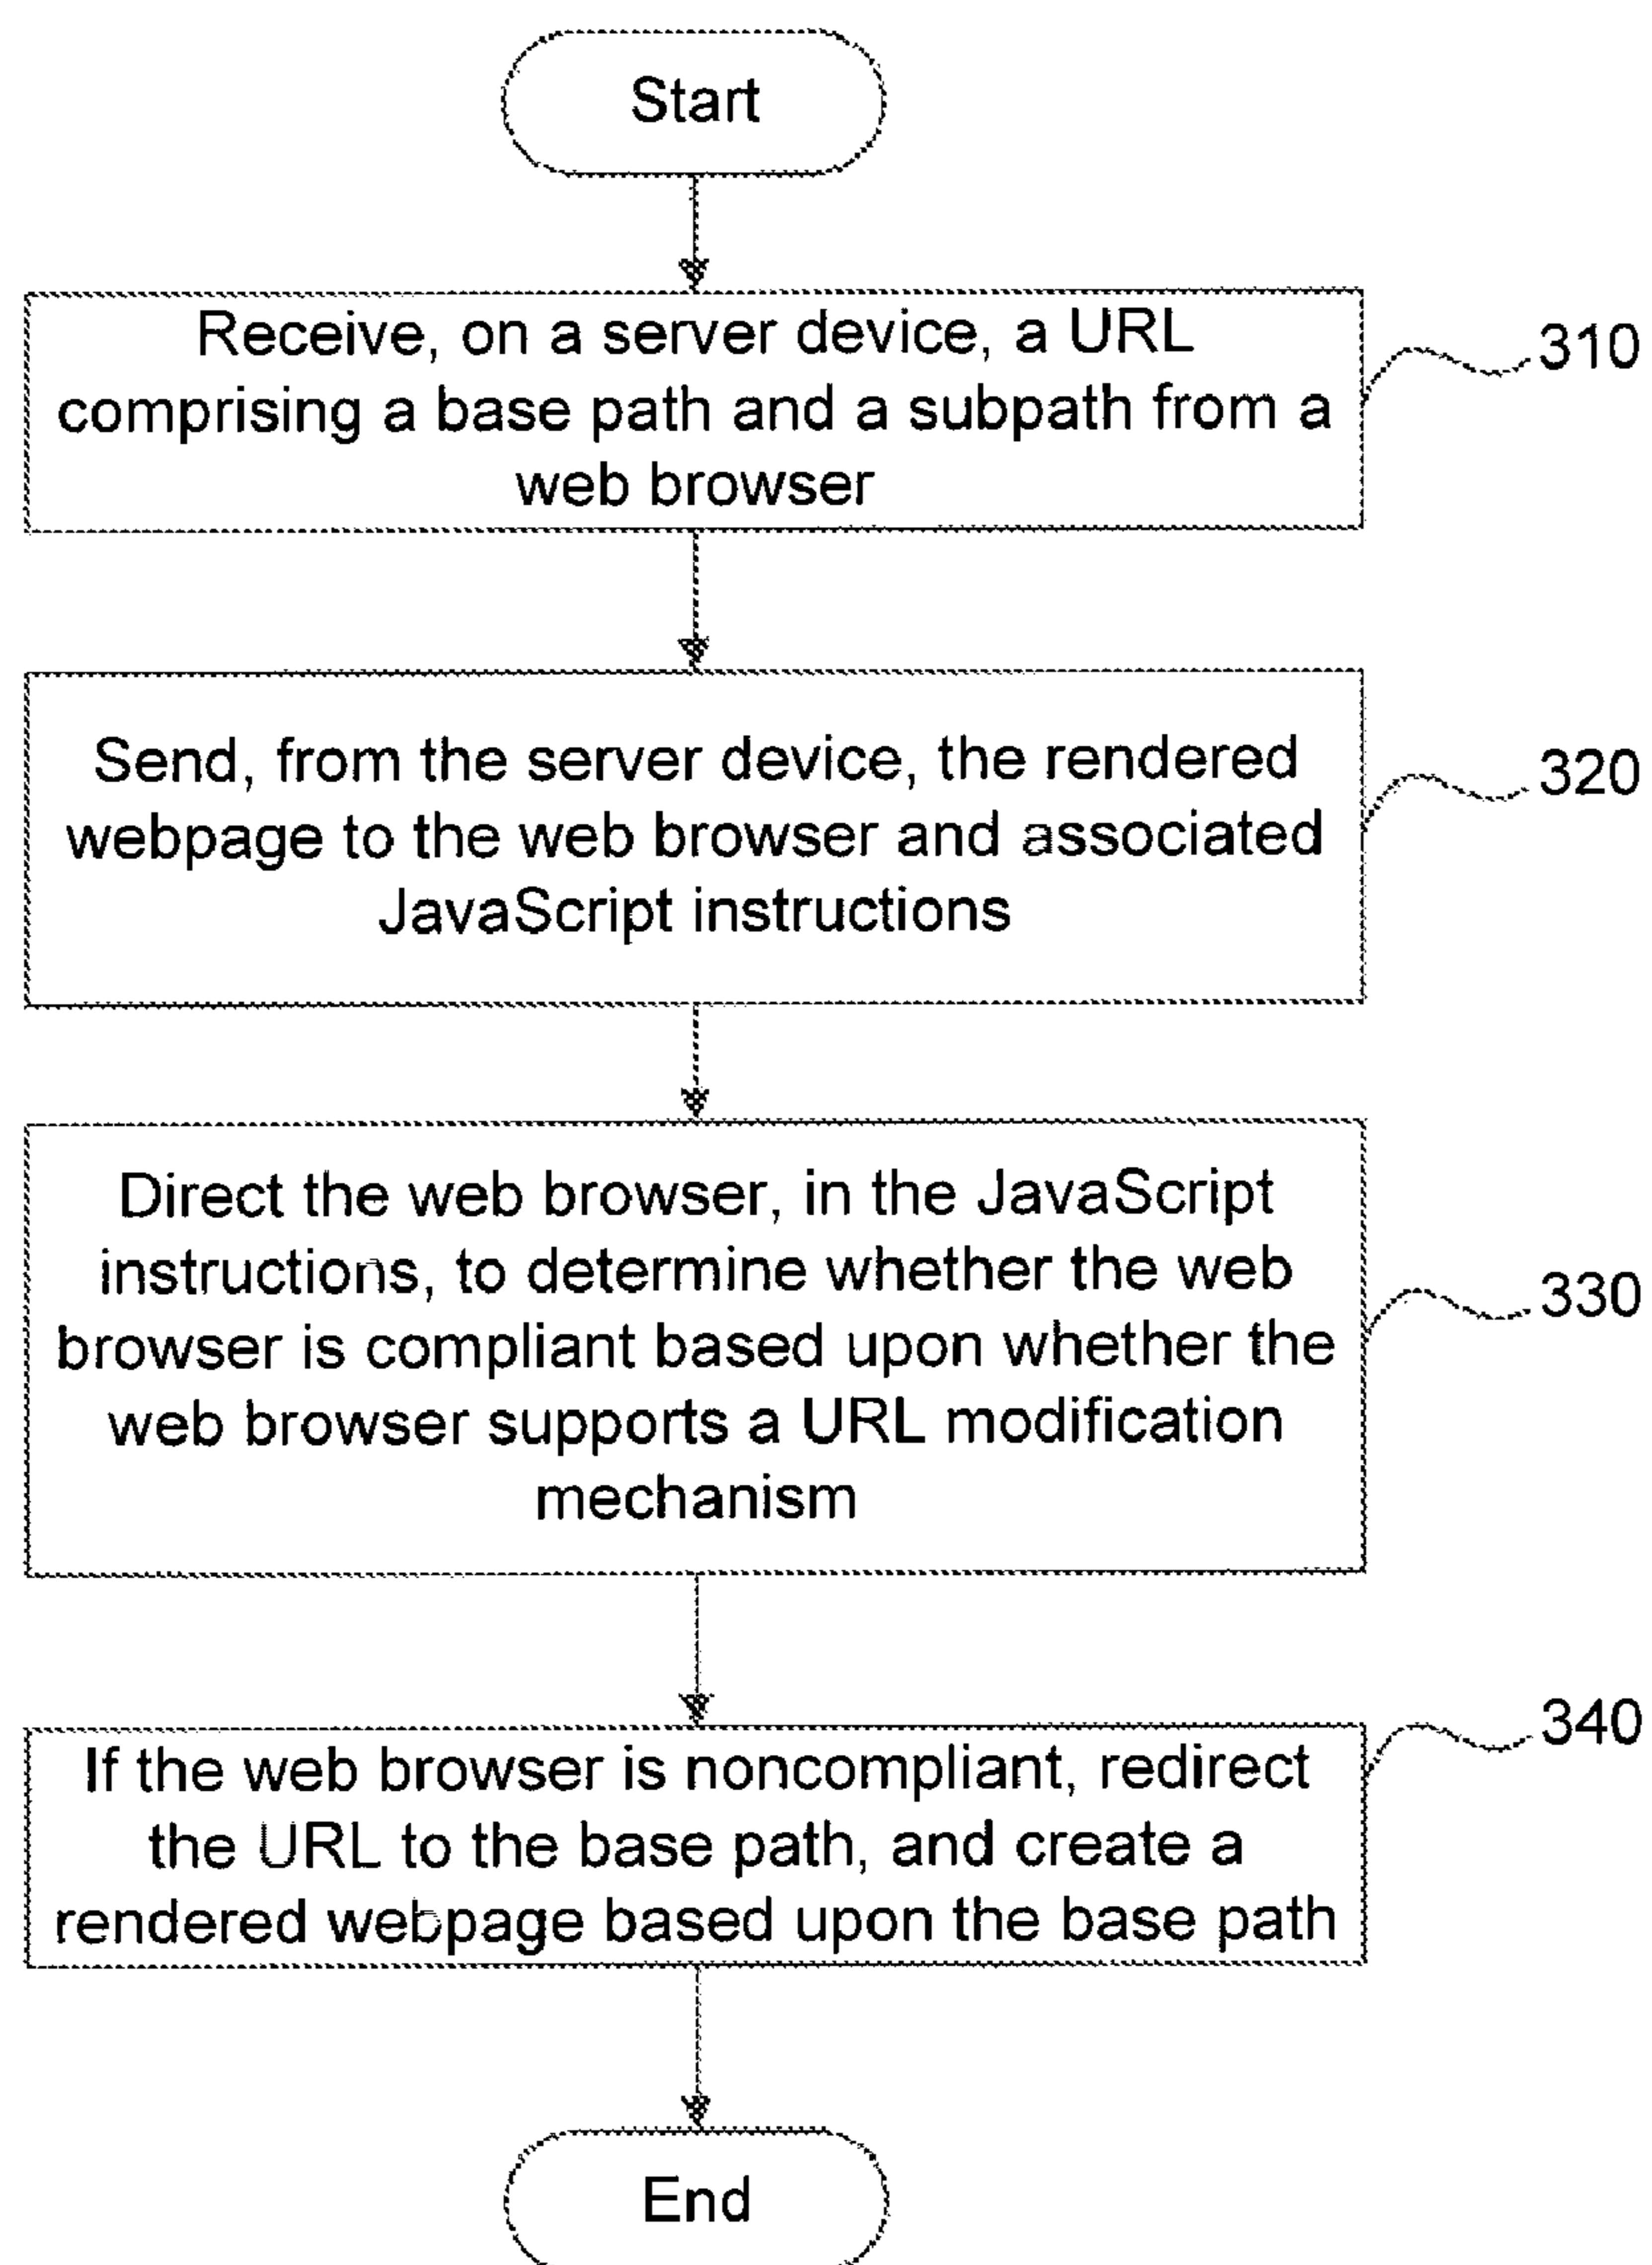 Start
Receive, on a server device, a URL
comprising a base path and a subpath from a
web browser
310
Send, from the server device, the rendered
webpage to the web browser and associated
JavaScript instructions
320
Direct the web browser, in the JavaScript
instructions, to determine whether the web
browser is compliant based upon whether the
web browser supports a URL modification
mechanism
330
If the web browser is noncompliant, redirect
the URL to the base path, and create a
rendered webpage based upon the base path
340
End